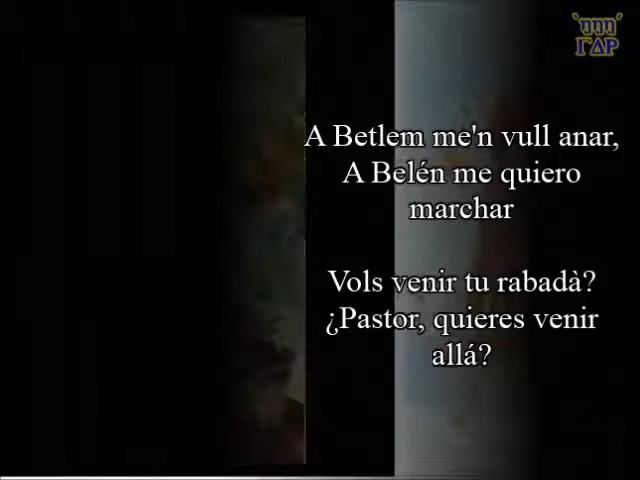 ΓΔΡ
A Betlem me'n vull anar,
A Belén me quiero
marchar
Vols venir tu rabadà?
¿Pastor, quieres venir
allá?